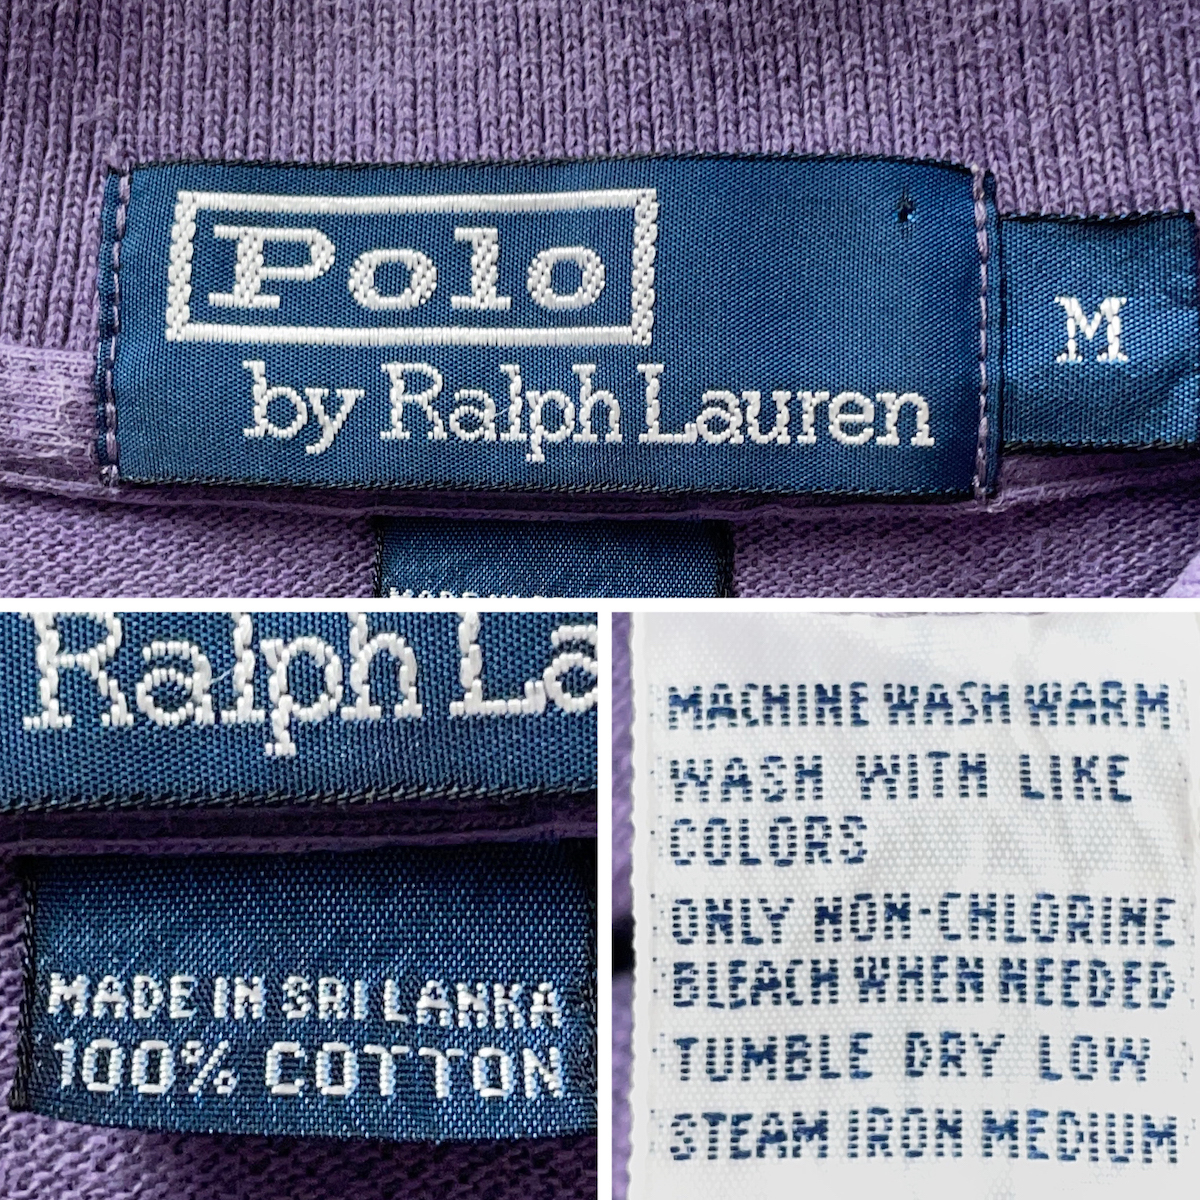 Polo
by Ralph Lauren
M
Ralph La
MADE IN SRI LANKA
100% COTTON
MACHINE WASH WARM
WASH WITH LIKE
COLORS
ONLY NON-CHLORINE
BLEACH WHEN NEEDED
TUMBLE DRY LOW
STEAM IRON MEDIUM